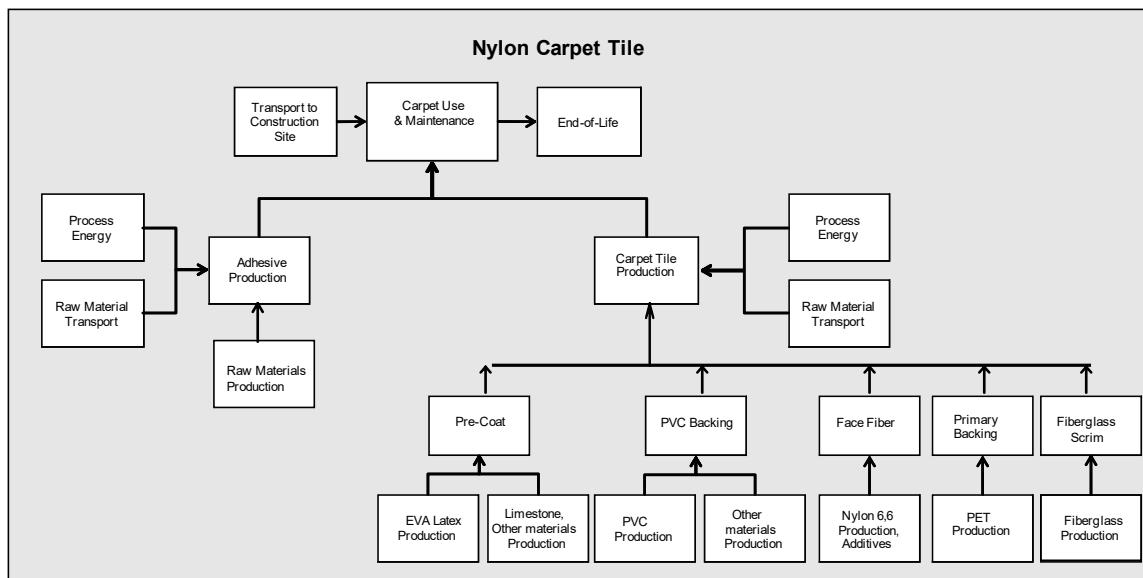 Nylon Carpet Tile
Transport to
Construction
Site
Carpet Use
& Maintenance
End-of-Life
Process
Energy
Adhesive
Production
Raw Material
Transport
Raw Materials
Production
Carpet Tile
Production
Process
Energy
Raw Material
Transport
Pre-Coat
PVC Backing
Face Fiber
Primary
Backing
Fiberglass
Scrim
EVA Latex
Production
Limestone,
Other materials
Production
PVC
Production
Other
materials
Production
Nylon 6,6
Production,
Additives
PET
Production
Fiberglass
Production